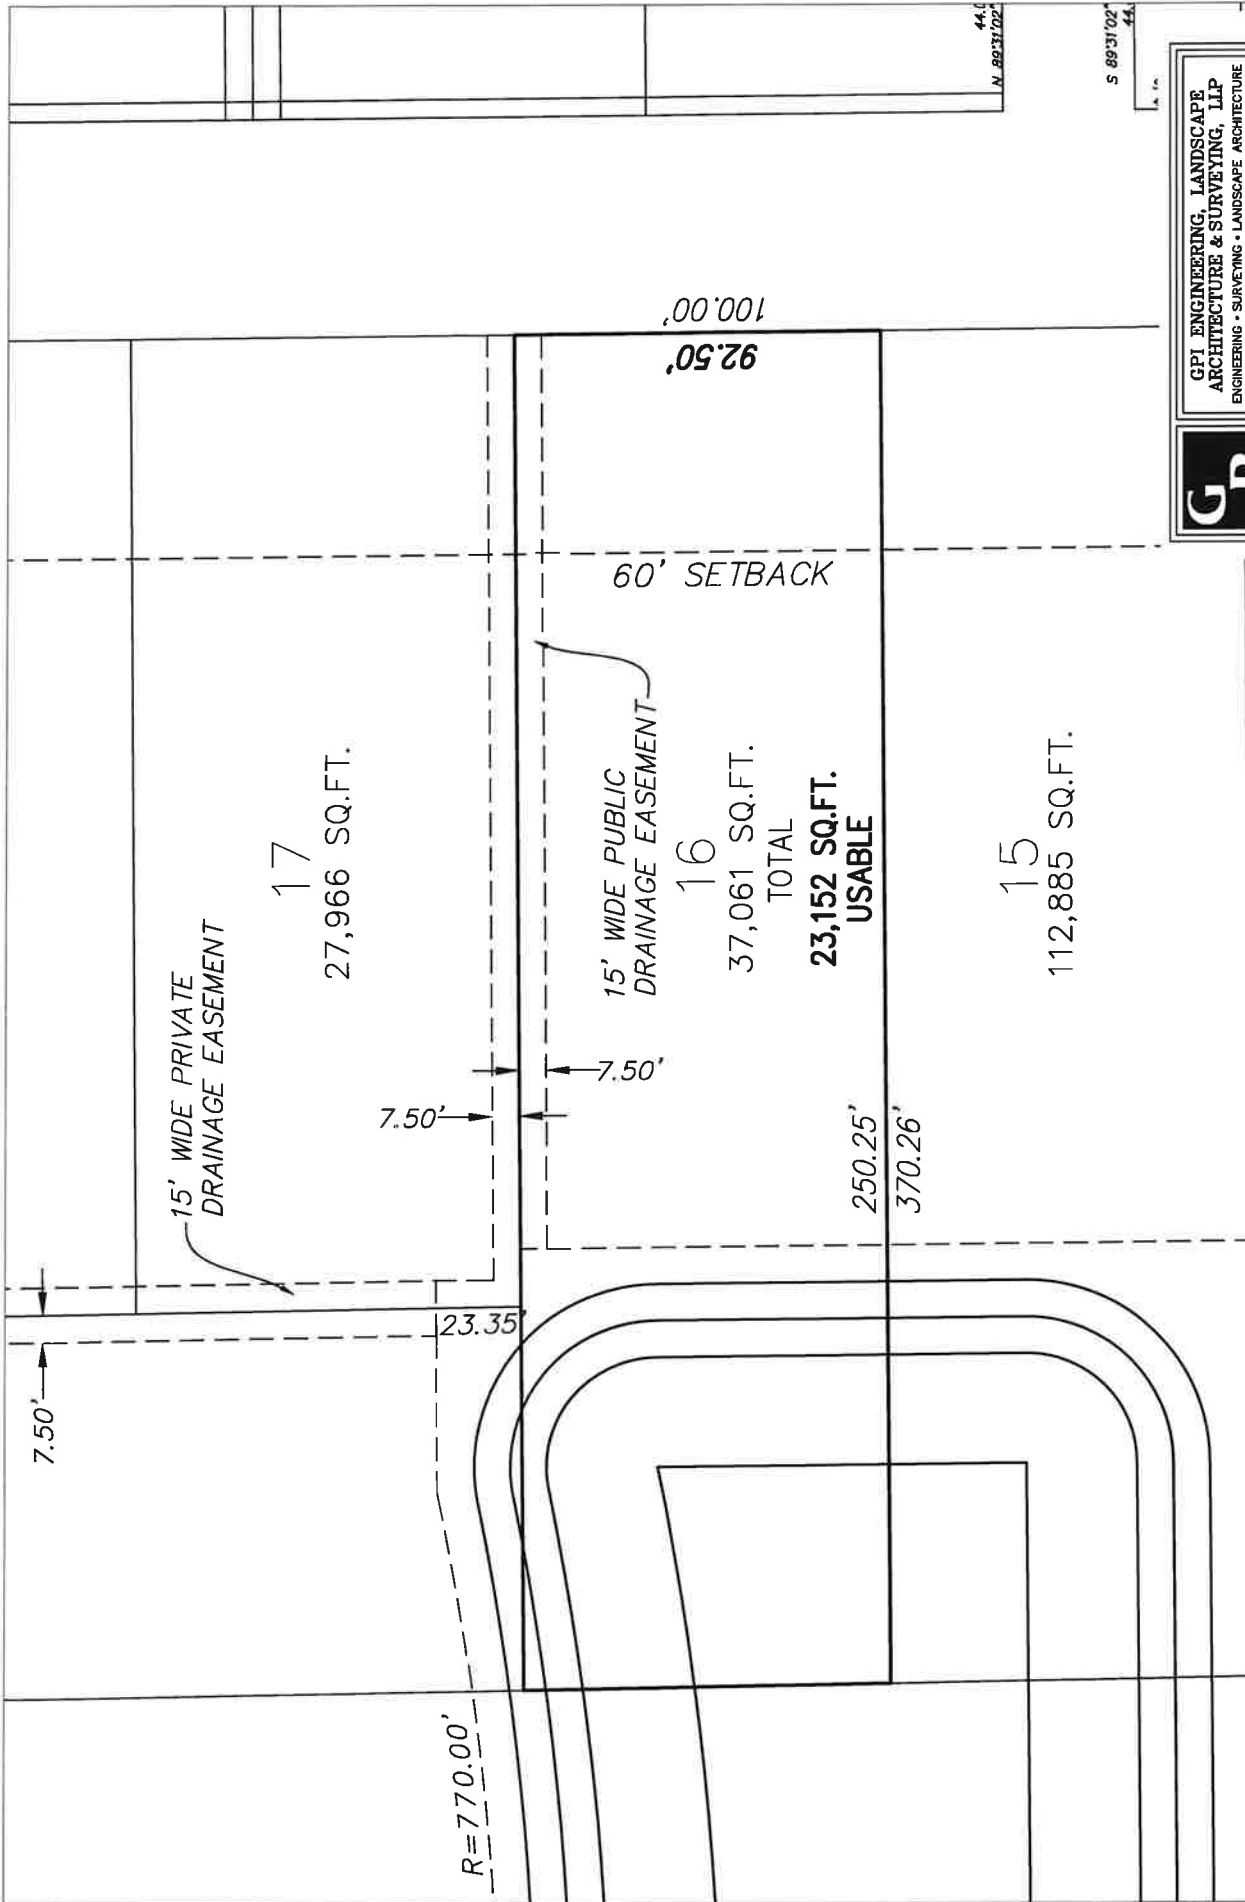 44.
N 89°31'02"
S 89°31'02"
44.
GPI ENGINEERING, LANDSCAPE
ARCHITECTURE & SURVEYING, LLP
ENGINEERING • SURVEYING • LANDSCAPE ARCHITECTURE
G
P
100.00'
92.50'
60' SETBACK
15' WIDE PRIVATE
DRAINAGE EASEMENT
17
27,966 SQ.FT.
15' WIDE PUBLIC
DRAINAGE EASEMENT
16
37,061 SQ.FT.
TOTAL
23,152 SQ.FT.
USABLE
15
112,885 SQ.FT.
7.50'
7.50'
250.25'
370.26'
23.35'
7.50'
R=770.00'